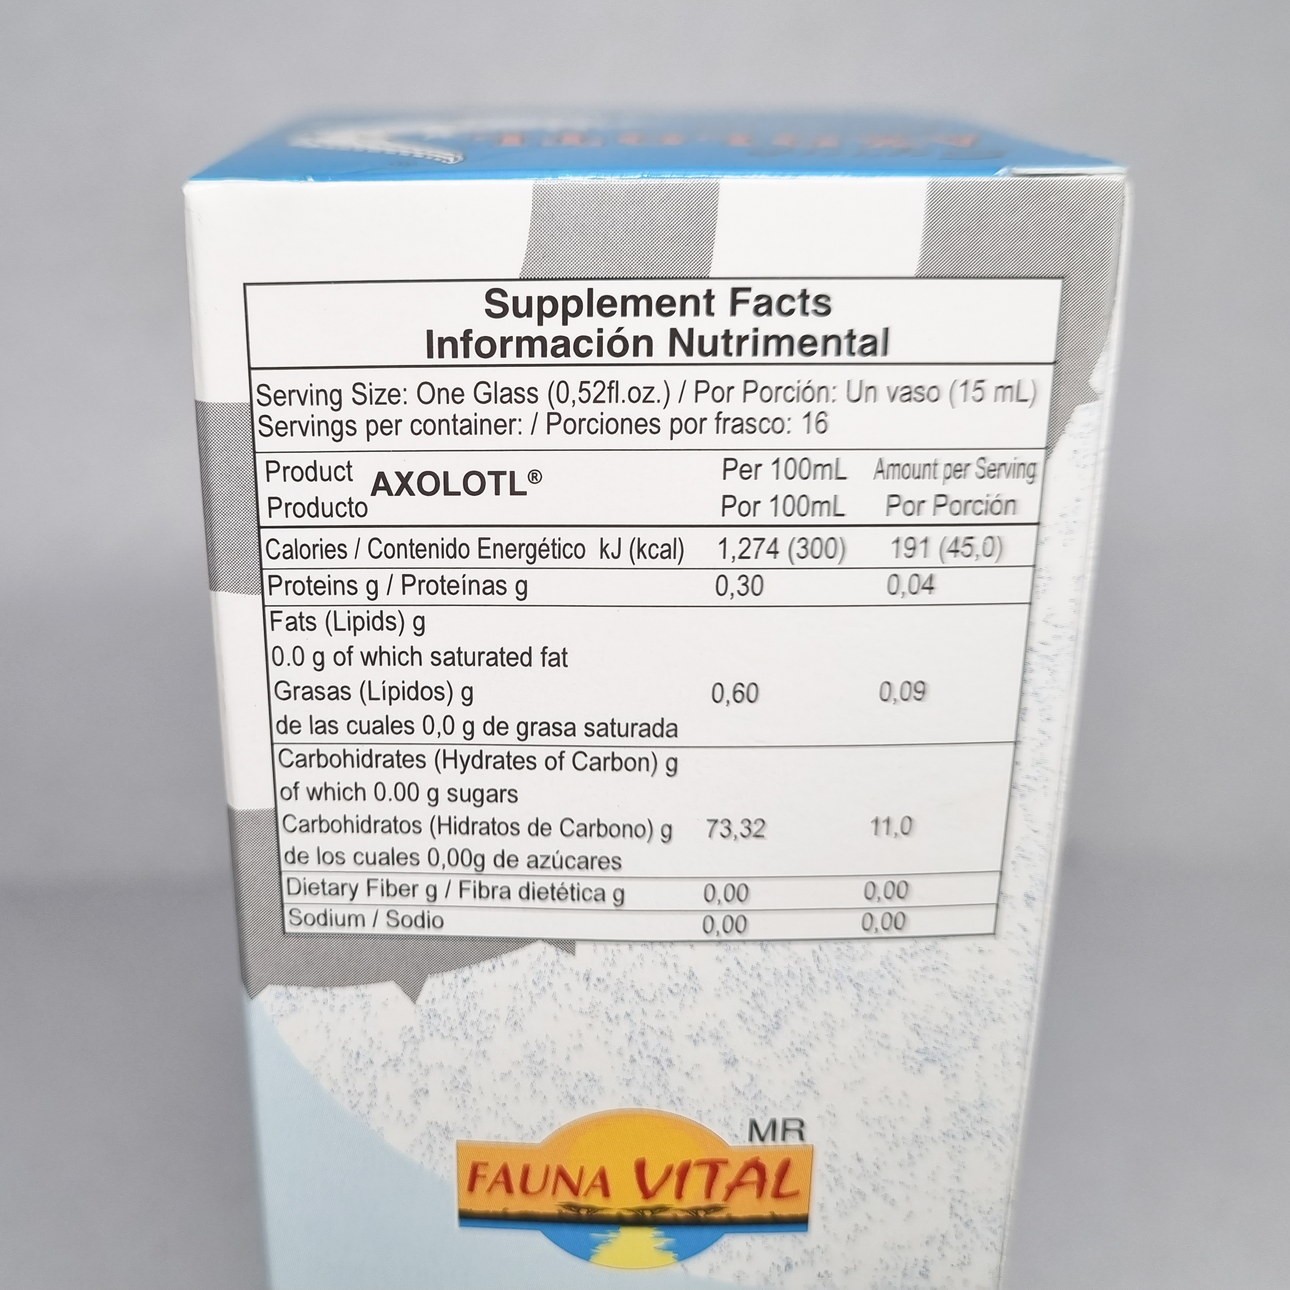 AXOLOTL
Supplement Facts
Información Nutrimental
Serving Size: One Glass (0,52fl.oz.) / Por Porción: Un vaso (15 mL)
Servings per container: / Porciones por frasco: 16
Product AXOLOTL® Per 100mL Amount per Serving
Producto Por 100mL Por Porción
Calories / Contenido Energético kJ (kcal) 1,274 (300) 191 (45,0)
Proteins g / Proteínas g 0,30 0,04
Fats (Lipids) g
0.0 g of which saturated fat
Grasas (Lípidos) g 0,60 0,09
de las cuales 0,0 g de grasa saturada
Carbohidrates (Hydrates of Carbon) g
of which 0.00 g sugars
Carbohidratos (Hidratos de Carbono) g 73,32 11,0
de los cuales 0,00g de azúcares
Dietary Fiber g / Fibra dietética g 0,00 0,00
Sodium / Sodio 0,00 0,00
MR
FAUNA VITAL